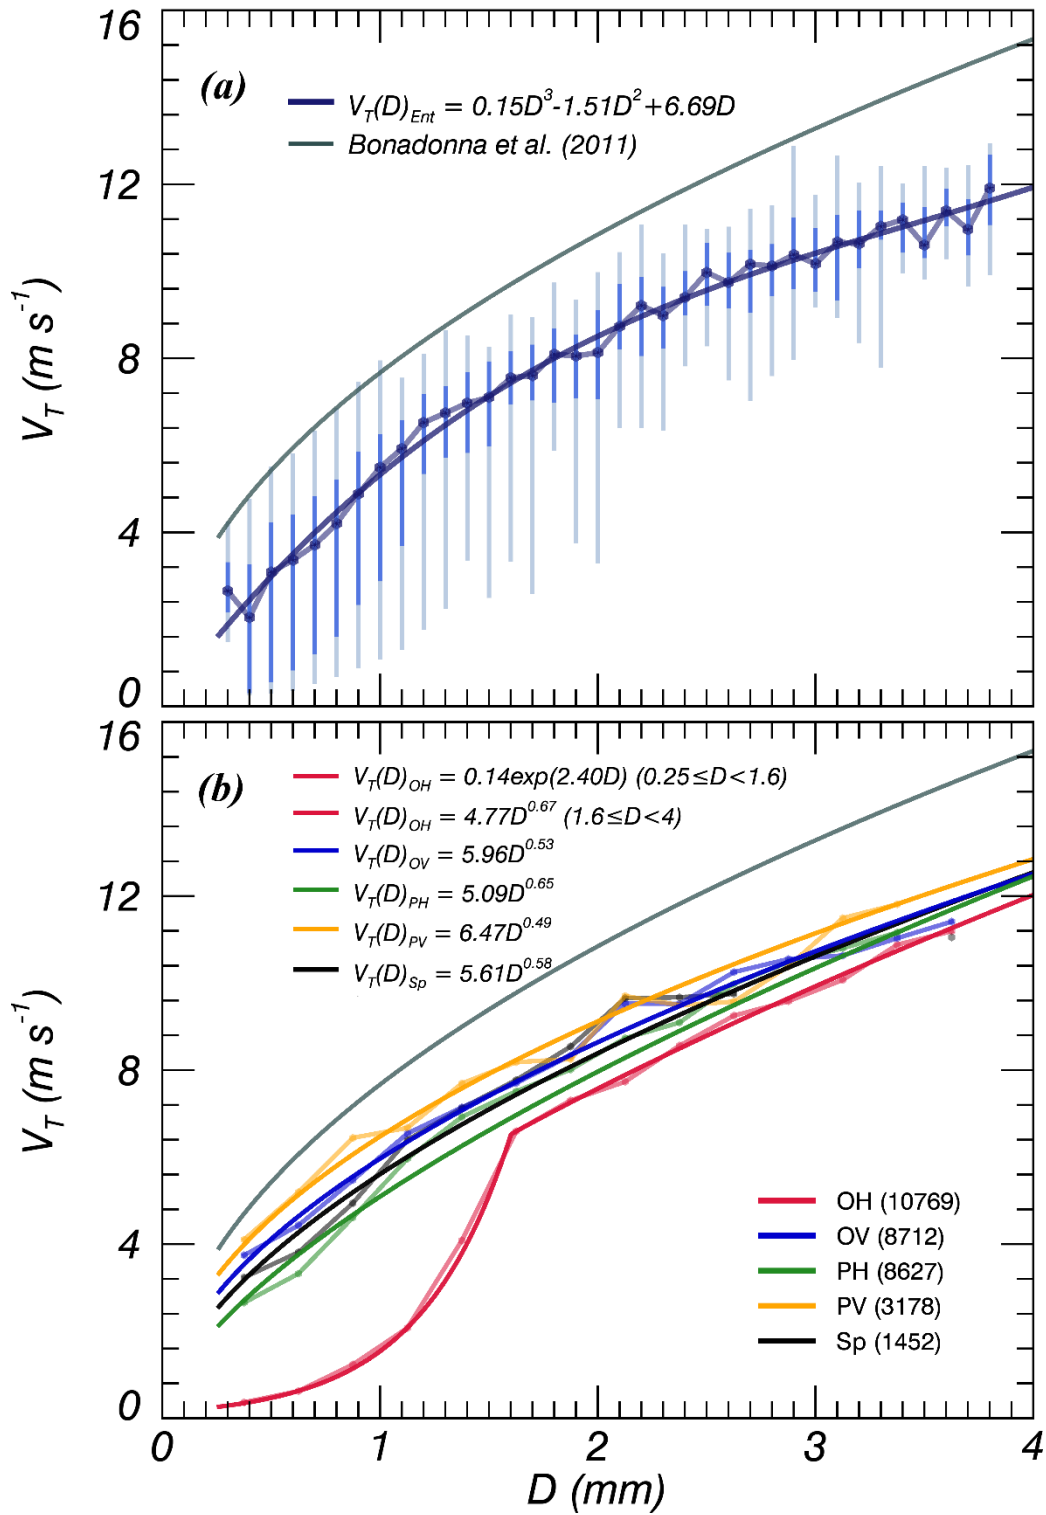 16
(a)
V_T(D)_Ent = 0.15D^3-1.51D^2+6.69D
Bonadonna et al. (2011)
12
8
4
0
V_T (m s^-1)
16
(b)
V_T(D)_OH = 0.14exp(2.40D) (0.25≤D<1.6)
V_T(D)_OH = 4.77D^0.67 (1.6≤D<4)
V_T(D)_OV = 5.96D^0.53
V_T(D)_PH = 5.09D^0.65
V_T(D)_PV = 6.47D^0.49
V_T(D)_Sp = 5.61D^0.58
12
8
4
0
V_T (m s^-1)
OH (10769)
OV (8712)
PH (8627)
PV (3178)
Sp (1452)
0 1 2 3 4
D (mm)